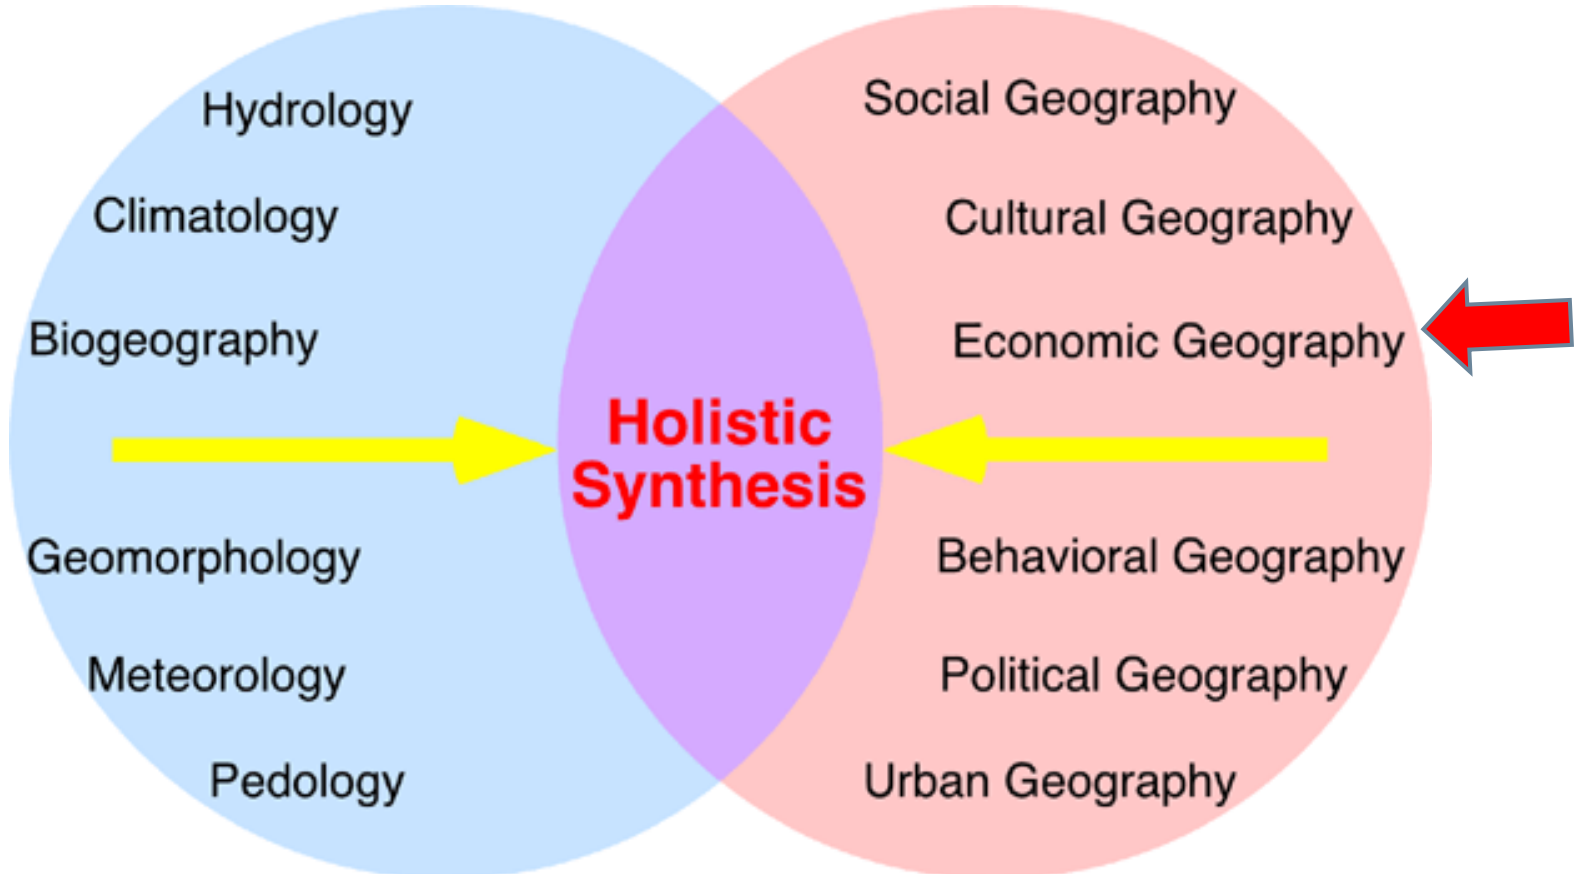 Hydrology
Climatology
Biogeography
Geomorphology
Meteorology
Pedology
Holistic
Synthesis
Social Geography
Cultural Geography
Economic Geography
Behavioral Geography
Political Geography
Urban Geography